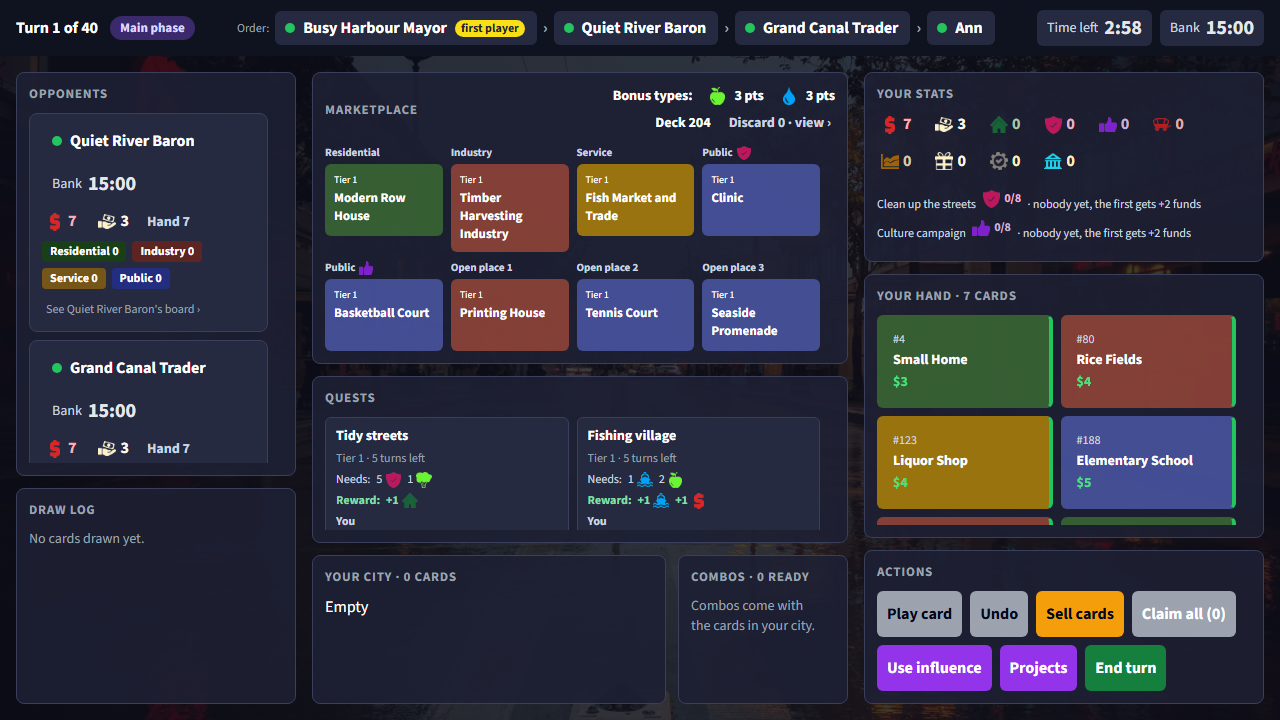 Turn 1 of 40 Main phase Order: Busy Harbour Mayor first player › Quiet River Baron › Grand Canal Trader › Ann Time left 2:58 Bank 15:00
OPPONENTS
Quiet River Baron
Bank 15:00
7 3 Hand 7
Residential 0 Industry 0
Service 0 Public 0
See Quiet River Baron's board ›
Grand Canal Trader
Bank 15:00
7 3 Hand 7
DRAW LOG
No cards drawn yet.
MARKETPLACE
Bonus types: 3 pts 3 pts
Deck 204 Discard 0 · view ›
Residential Industry Service Public
Tier 1
Modern Row
House
Tier 1
Timber
Harvesting
Industry
Tier 1
Fish Market and
Trade
Tier 1
Clinic
Public Open place 1 Open place 2 Open place 3
Tier 1
Basketball Court
Tier 1
Printing House
Tier 1
Tennis Court
Tier 1
Seaside
Promenade
QUESTS
Tidy streets
Tier 1 · 5 turns left
Needs: 5 1
Reward: +1
You
Fishing village
Tier 1 · 5 turns left
Needs: 1 2
Reward: +1 +1
You
YOUR CITY · 0 CARDS
Empty
COMBOS · 0 READY
Combos come with
the cards in your city.
YOUR STATS
7 3 0 0 0 0
0 0 0 0
Clean up the streets 0/8 · nobody yet, the first gets +2 funds
Culture campaign 0/8 · nobody yet, the first gets +2 funds
YOUR HAND · 7 CARDS
#4
Small Home
$3
#80
Rice Fields
$4
#123
Liquor Shop
$4
#188
Elementary School
$5
ACTIONS
Play card Undo Sell cards Claim all (0)
Use influence Projects End turn